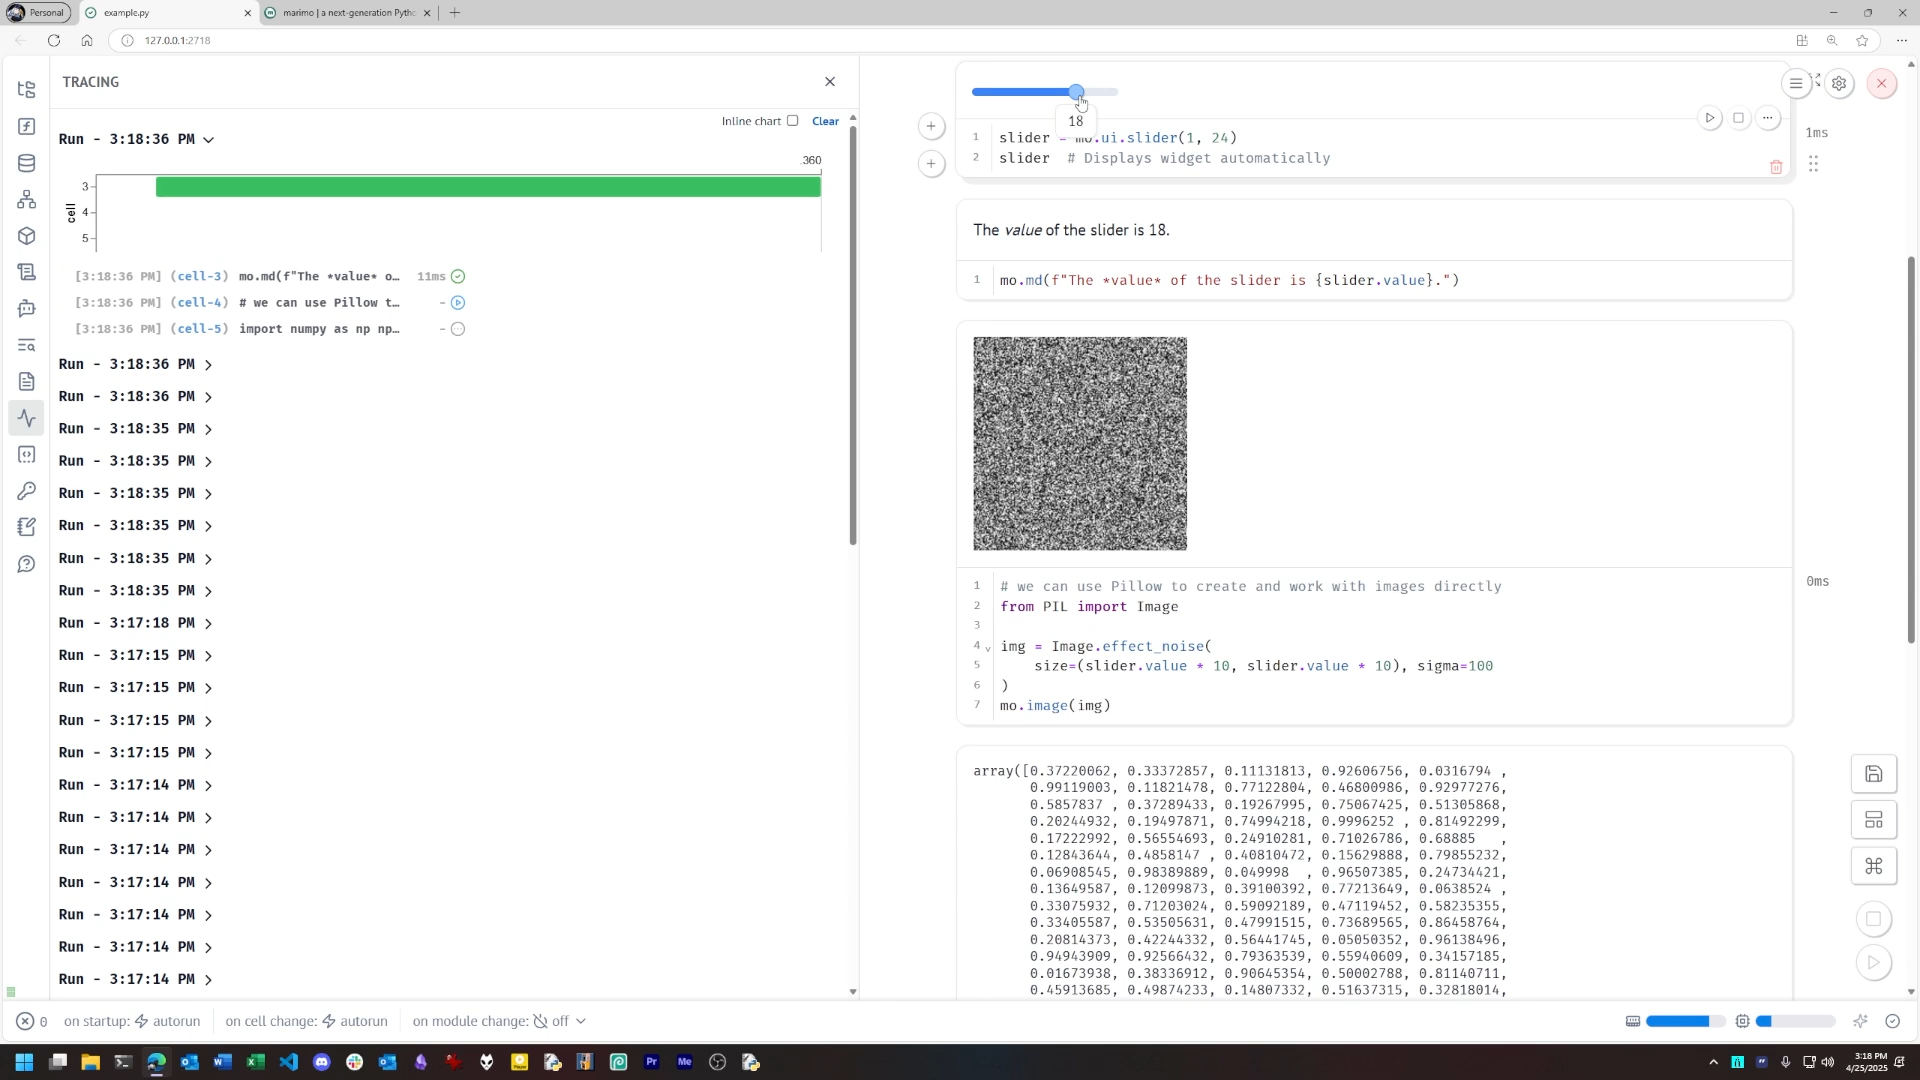 Personal
example.py
marimo | a next-generation Pytho
127.0.0.1:2718
TRACING
Inline chart
Clear
Run - 3:18:36 PM
.360
cell
3
4
5
[3:18:36 PM] (cell-3) mo.md(f"The *value* o… 11ms
[3:18:36 PM] (cell-4) # we can use Pillow t… -
[3:18:36 PM] (cell-5) import numpy as np np… -
Run - 3:18:36 PM
Run - 3:18:36 PM
Run - 3:18:35 PM
Run - 3:18:35 PM
Run - 3:18:35 PM
Run - 3:18:35 PM
Run - 3:18:35 PM
Run - 3:18:35 PM
Run - 3:17:18 PM
Run - 3:17:15 PM
Run - 3:17:15 PM
Run - 3:17:15 PM
Run - 3:17:15 PM
Run - 3:17:14 PM
Run - 3:17:14 PM
Run - 3:17:14 PM
Run - 3:17:14 PM
Run - 3:17:14 PM
Run - 3:17:14 PM
Run - 3:17:14 PM
18
1 slider = mo.ui.slider(1, 24)
2 slider # Displays widget automatically
1ms
The value of the slider is 18.
1 mo.md(f"The *value* of the slider is {slider.value}.")
1 # we can use Pillow to create and work with images directly
2 from PIL import Image
3
4 img = Image.effect_noise(
5 size=(slider.value * 10, slider.value * 10), sigma=100
6 )
7 mo.image(img)
0ms
array([0.37220062, 0.33372857, 0.11131813, 0.92606756, 0.0316794 ,
0.99119003, 0.11821478, 0.77122804, 0.46800986, 0.92977276,
0.5857837 , 0.37289433, 0.19267995, 0.75067425, 0.51305868,
0.20244932, 0.19497871, 0.74994218, 0.9996252 , 0.81492299,
0.17222992, 0.56554693, 0.24910281, 0.71026786, 0.68885 ,
0.12843644, 0.4858147 , 0.40810472, 0.15629888, 0.79855232,
0.06908545, 0.98389889, 0.049998 , 0.96507385, 0.24734421,
0.13649587, 0.12099873, 0.39100392, 0.77213649, 0.0638524 ,
0.33075932, 0.71203024, 0.59092189, 0.47119452, 0.58235355,
0.33405587, 0.53505631, 0.47991515, 0.73689565, 0.86458764,
0.20814373, 0.42244332, 0.56441745, 0.05050352, 0.96138496,
0.94943909, 0.92566432, 0.79363539, 0.55940609, 0.34157185,
0.01673938, 0.38336912, 0.90645354, 0.50002788, 0.81140711,
0.45913685, 0.49874233, 0.14807332, 0.51637315, 0.32818014,
0
on startup: autorun
on cell change: autorun
on module change: off
Pr
Me
3:18 PM
4/25/2025